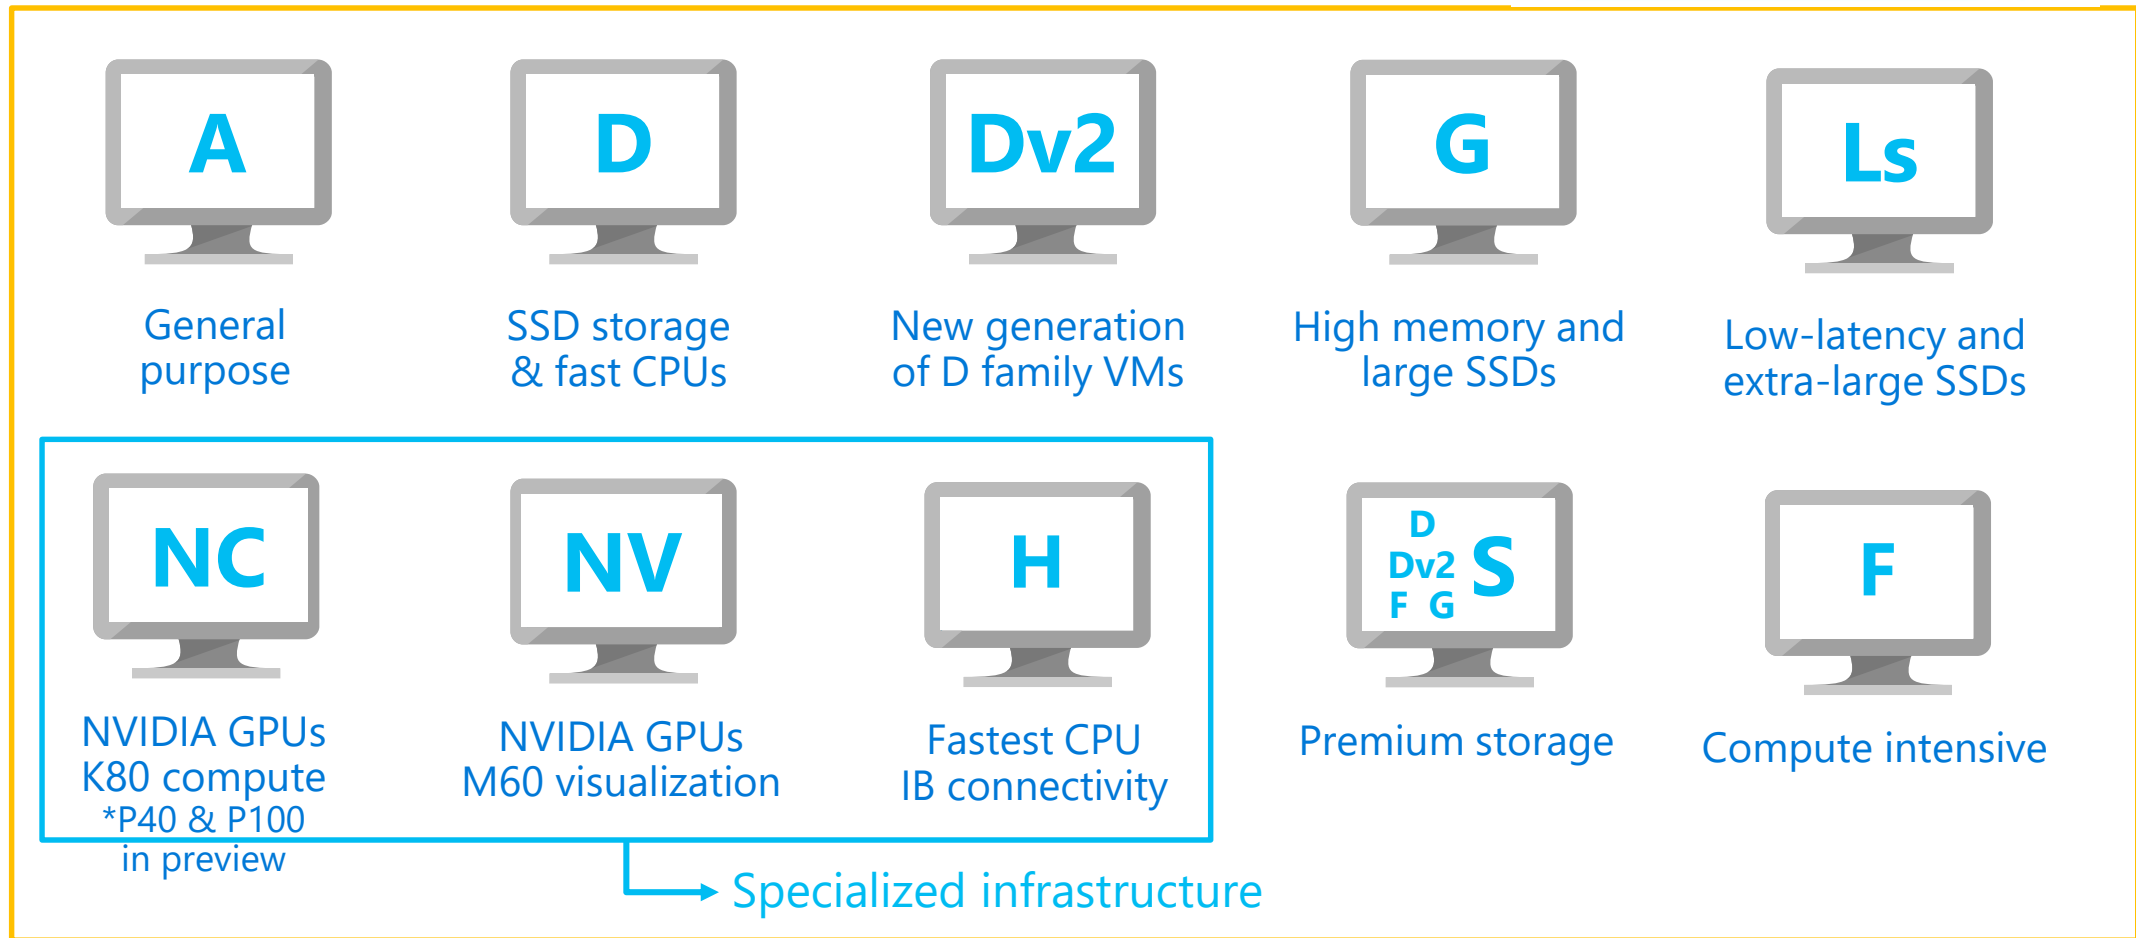 A
D
Dv2
G
Ls
General
purpose
SSD storage
& fast CPUs
New generation
of D family VMs
High memory and
large SSDs
Low-latency and
extra-large SSDs
NC
NV
H
D
Dv2
F G
S
F
NVIDIA GPUs
K80 compute
*P40 & P100
in preview
NVIDIA GPUs
M60 visualization
Fastest CPU
IB connectivity
Premium storage
Compute intensive
Specialized infrastructure